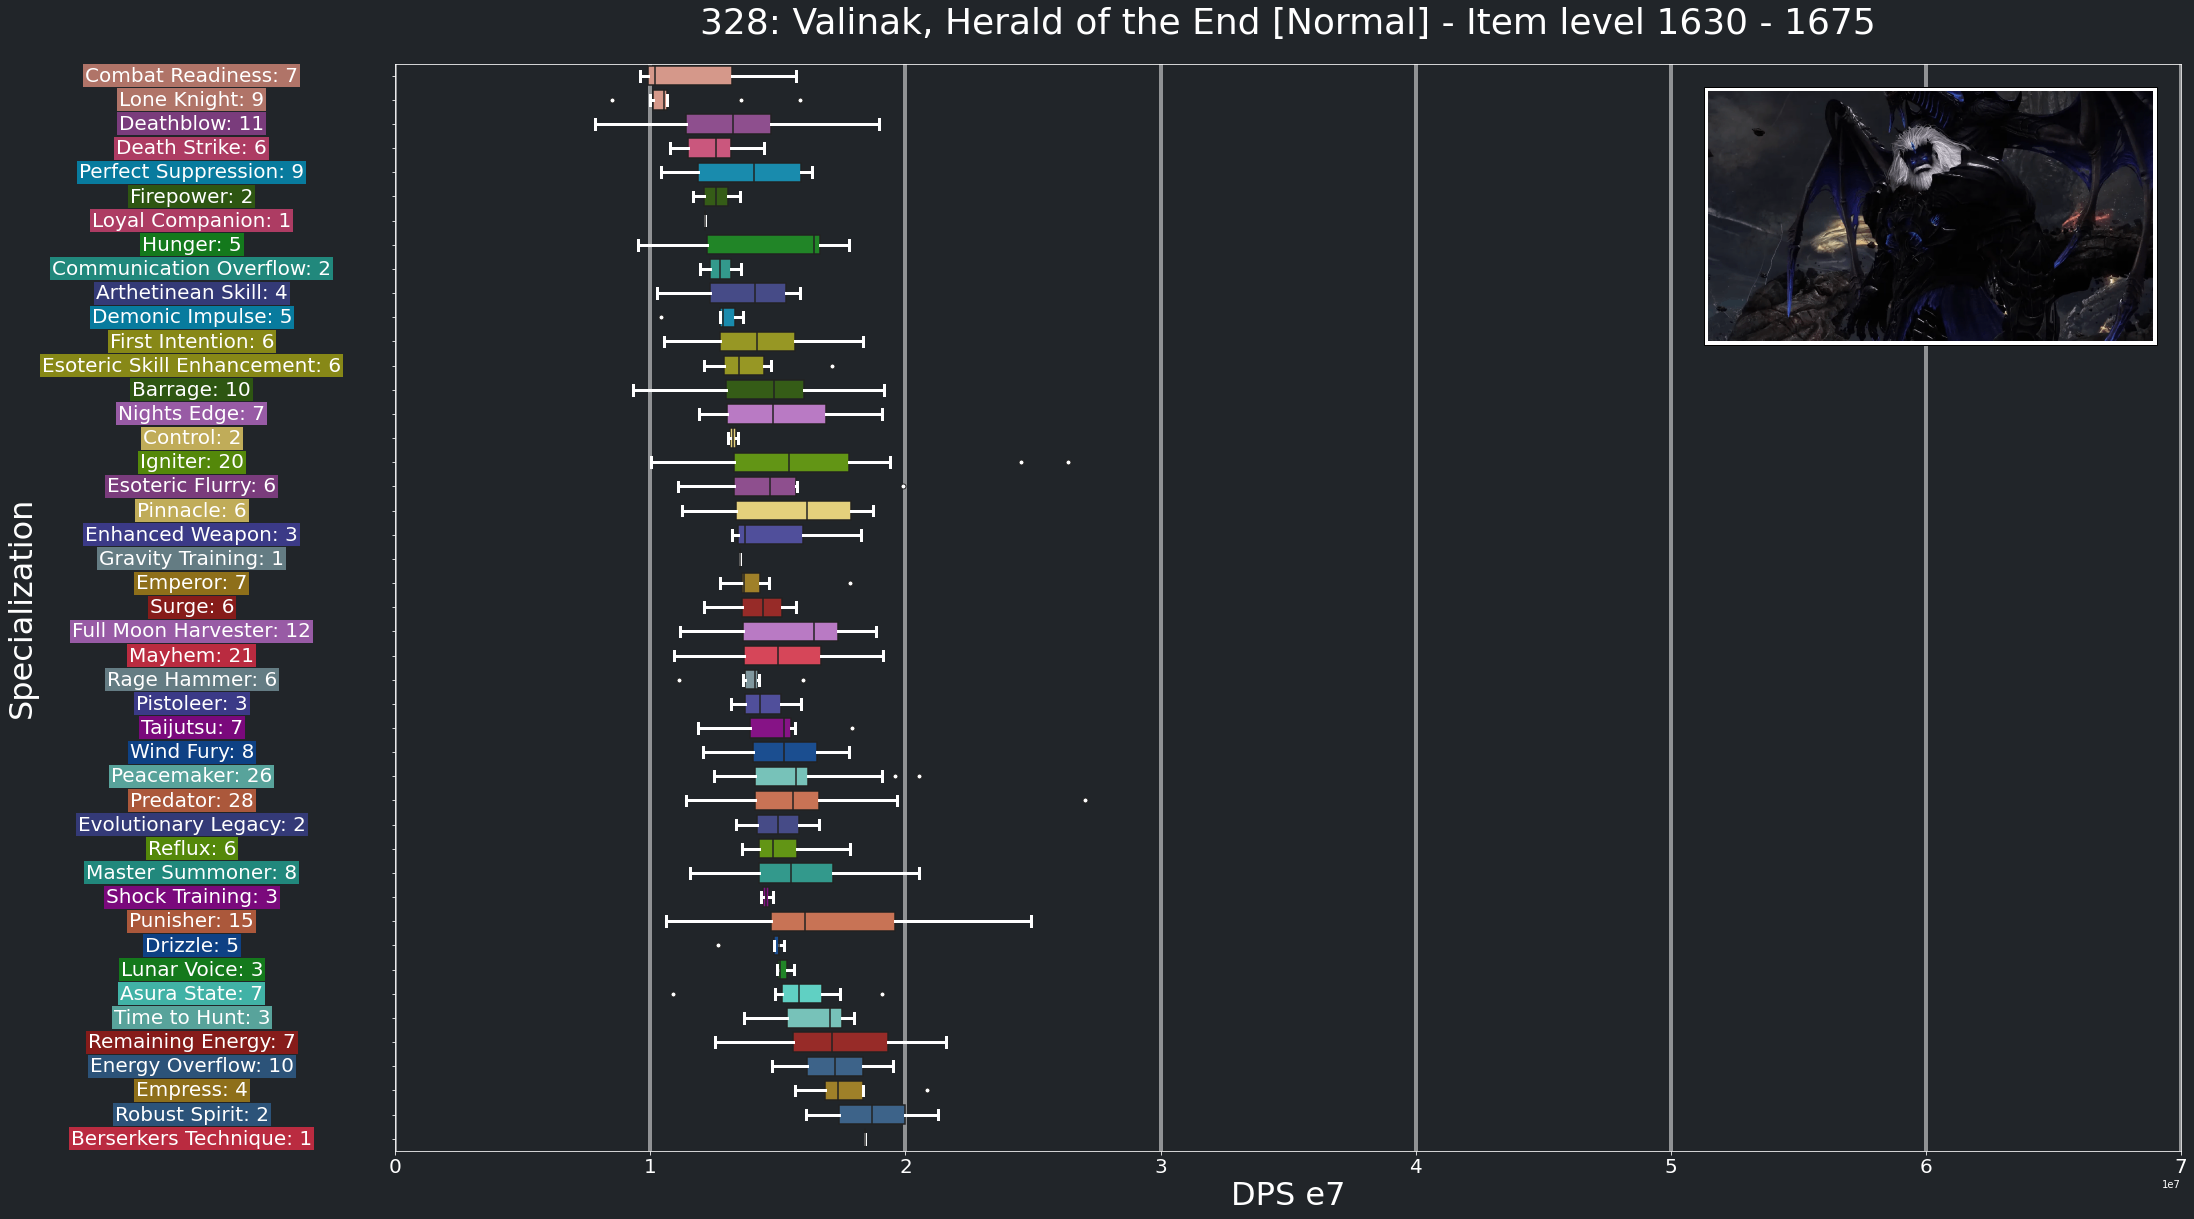 328: Valinak, Herald of the End [Normal] - Item level 1630 - 1675
Combat Readiness: 7
Lone Knight: 9
Deathblow: 11
Death Strike: 6
Perfect Suppression: 9
Firepower: 2
Loyal Companion: 1
Hunger: 5
Communication Overflow: 2
Arthetinean Skill: 4
Demonic Impulse: 5
First Intention: 6
Esoteric Skill Enhancement: 6
Barrage: 10
Nights Edge: 7
Control: 2
Igniter: 20
Esoteric Flurry: 6
Pinnacle: 6
Enhanced Weapon: 3
Gravity Training: 1
Emperor: 7
Surge: 6
Full Moon Harvester: 12
Mayhem: 21
Rage Hammer: 6
Pistoleer: 3
Taijutsu: 7
Wind Fury: 8
Peacemaker: 26
Predator: 28
Evolutionary Legacy: 2
Reflux: 6
Master Summoner: 8
Shock Training: 3
Punisher: 15
Drizzle: 5
Lunar Voice: 3
Asura State: 7
Time to Hunt: 3
Remaining Energy: 7
Energy Overflow: 10
Empress: 4
Robust Spirit: 2
Berserkers Technique: 1
Specialization
0 1 2 3 4 5 6 7
1e7
DPS e7